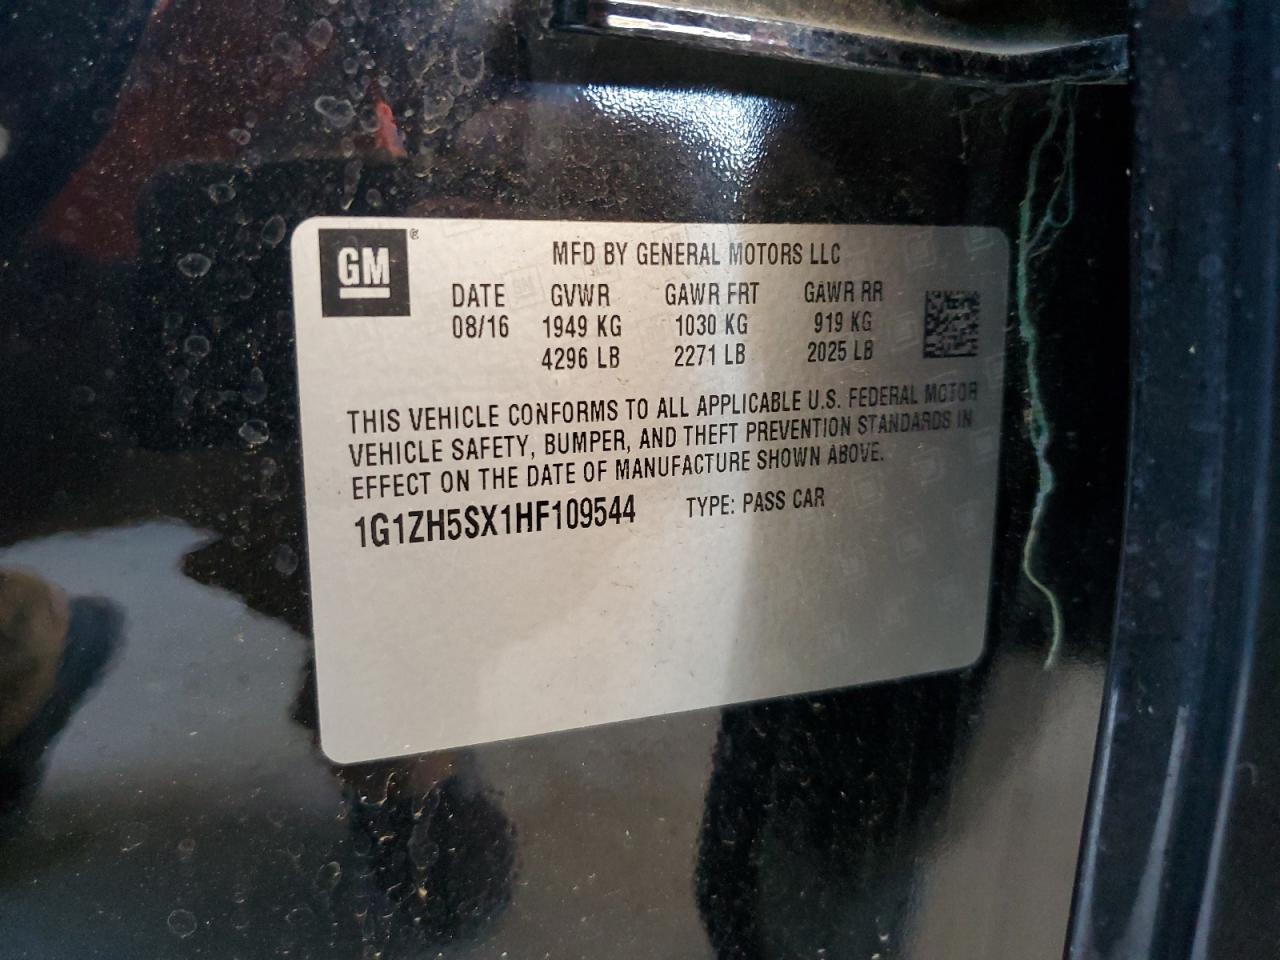 GM®
MFD BY GENERAL MOTORS LLC
DATE GVWR GAWR FRT GAWR RR
08/16 1949 KG 1030 KG 919 KG
4296 LB 2271 LB 2025 LB
THIS VEHICLE CONFORMS TO ALL APPLICABLE U.S. FEDERAL MOTOR
VEHICLE SAFETY, BUMPER, AND THEFT PREVENTION STANDARDS IN
EFFECT ON THE DATE OF MANUFACTURE SHOWN ABOVE.
1G1ZH5SX1HF109544 TYPE: PASS CAR